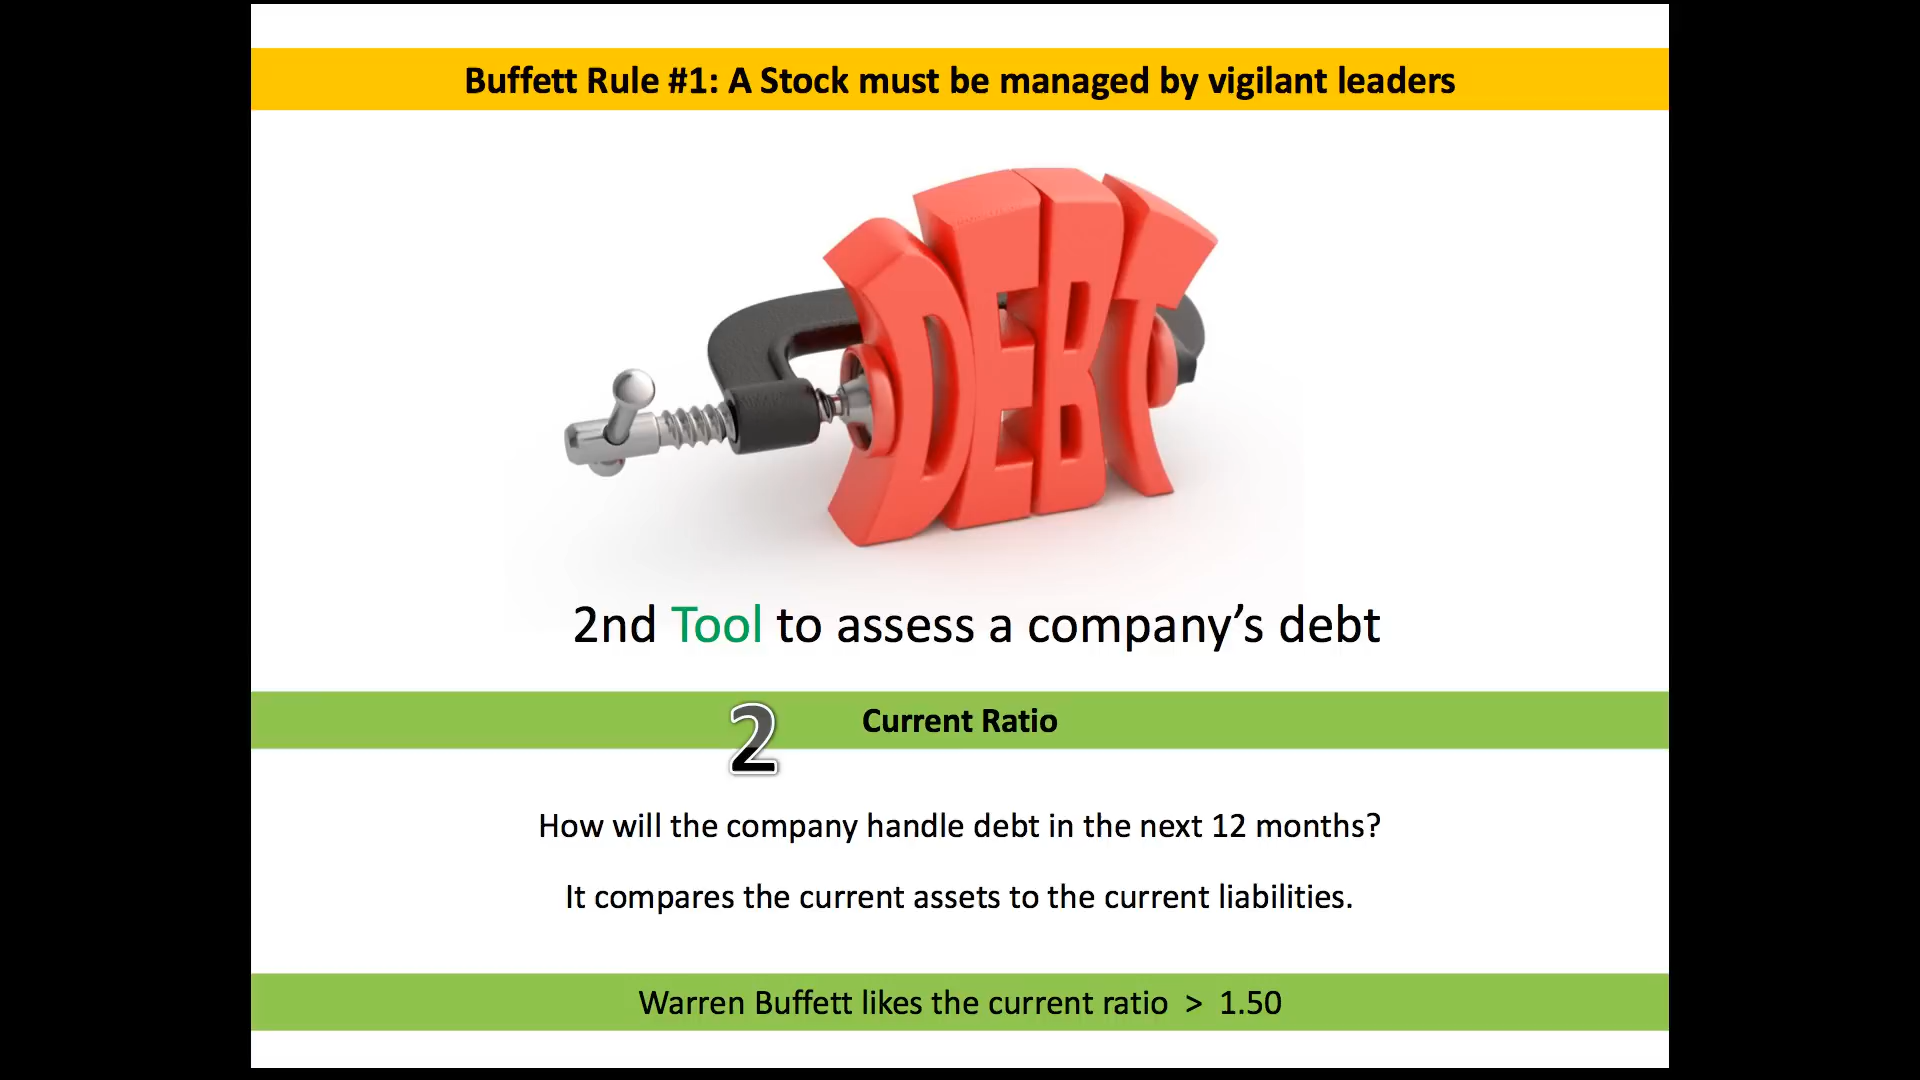 Buffett Rule #1: A Stock must be managed by vigilant leaders
DEBT
2nd Tool to assess a company’s debt
2 Current Ratio
How will the company handle debt in the next 12 months?
It compares the current assets to the current liabilities.
Warren Buffett likes the current ratio > 1.50